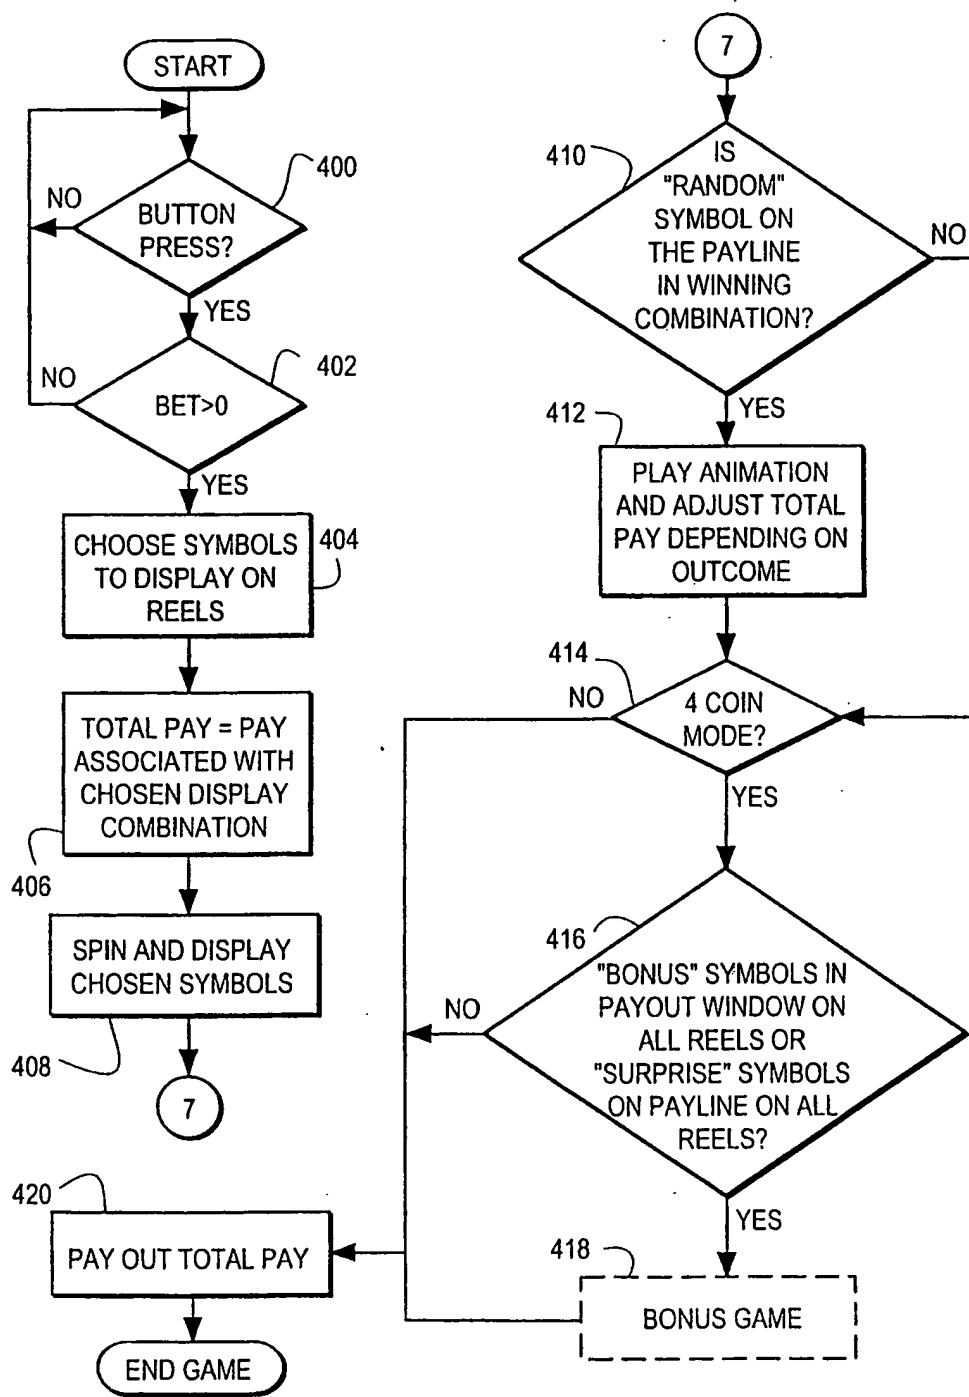 START
400
NO
BUTTON
PRESS?
YES
402
NO
BET>0
YES
CHOOSE SYMBOLS
TO DISPLAY ON
REELS
404
TOTAL PAY = PAY
ASSOCIATED WITH
CHOSEN DISPLAY
COMBINATION
406
SPIN AND DISPLAY
CHOSEN SYMBOLS
408
7
420
PAY OUT TOTAL PAY
END GAME
7
410
IS
"RANDOM"
SYMBOL ON
THE PAYLINE
IN WINNING
COMBINATION?
NO
YES
412
PLAY ANIMATION
AND ADJUST TOTAL
PAY DEPENDING ON
OUTCOME
414
NO
4 COIN
MODE?
YES
416
"BONUS" SYMBOLS IN
PAYOUT WINDOW ON
ALL REELS OR
"SURPRISE" SYMBOLS
ON PAYLINE ON ALL
REELS?
NO
YES
418
BONUS GAME